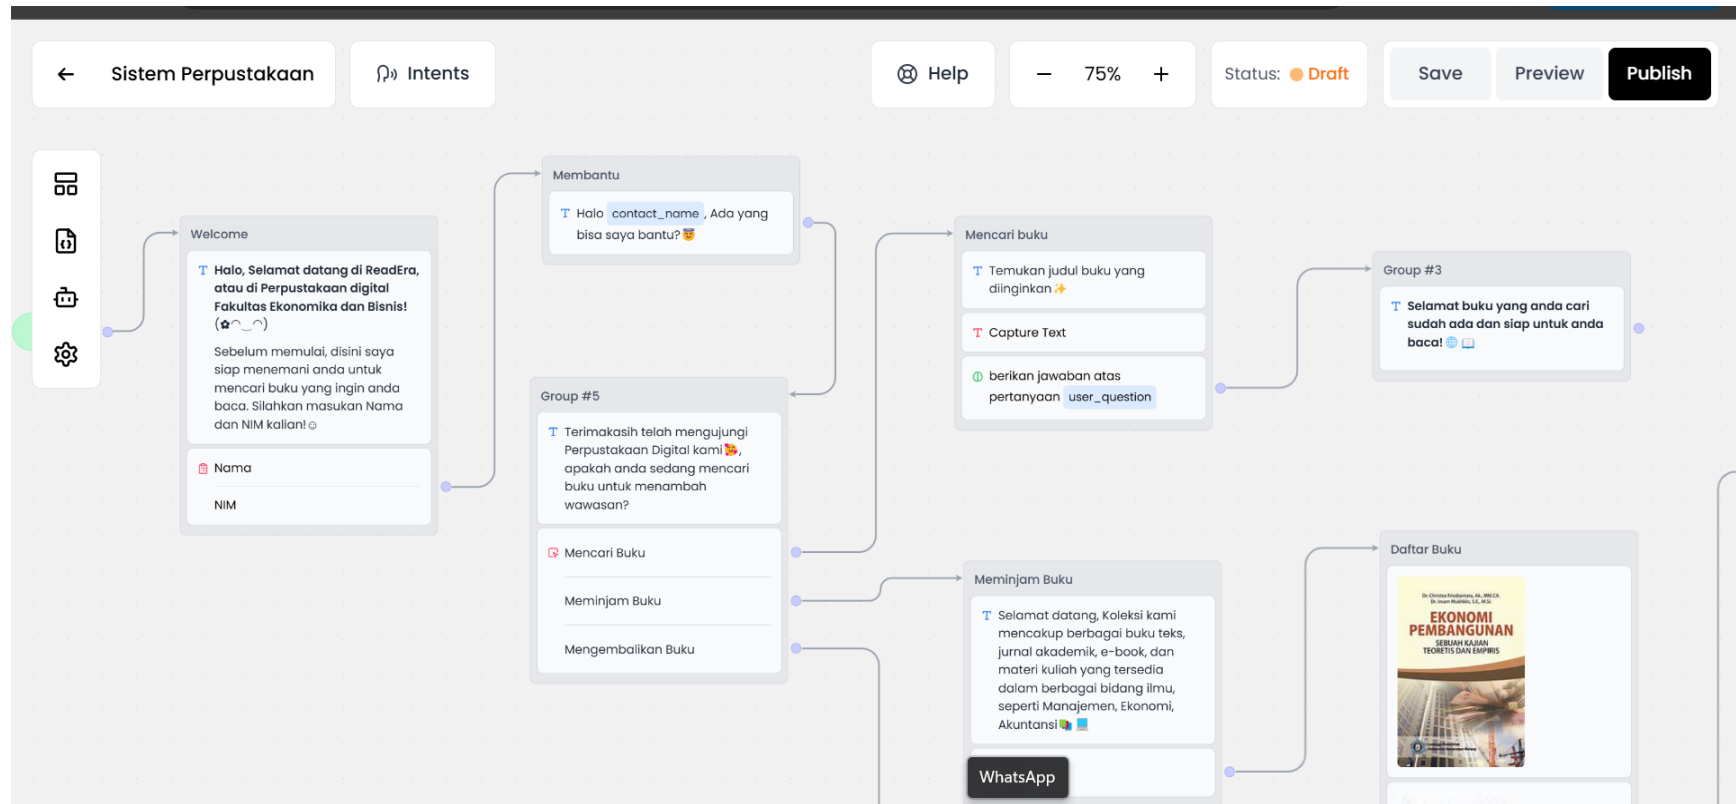 Sistem Perpustakaan
Intents
Help
75%
Status: Draft
Save
Preview
Publish
Welcome
Halo, Selamat datang di ReadEra,
atau di Perpustakaan digital
Fakultas Ekonomika dan Bisnis!
(✿◠‿◠)
Sebelum memulai, disini saya
siap menemani anda untuk
mencari buku yang ingin anda
baca. Silahkan masukan Nama
dan NIM kalian!☺
Nama
NIM
Membantu
Halo contact_name , Ada yang
bisa saya bantu?😇
Group #5
Terimakasih telah mengujungi
Perpustakaan Digital kami🥰,
apakah anda sedang mencari
buku untuk menambah
wawasan?
Mencari Buku
Meminjam Buku
Mengembalikan Buku
Mencari buku
Temukan judul buku yang
diinginkan✨
Capture Text
berikan jawaban atas
pertanyaan user_question
Group #3
Selamat buku yang anda cari
sudah ada dan siap untuk anda
baca!🌐📖
Meminjam Buku
Selamat datang, Koleksi kami
mencakup berbagai buku teks,
jurnal akademik, e-book, dan
materi kuliah yang tersedia
dalam berbagai bidang ilmu,
seperti Manajemen, Ekonomi,
Akuntansi📚💻
WhatsApp
Daftar Buku
EKONOMI
PEMBANGUNAN
SEBUAH KAJIAN
TEORETIS DAN EMPIRIS